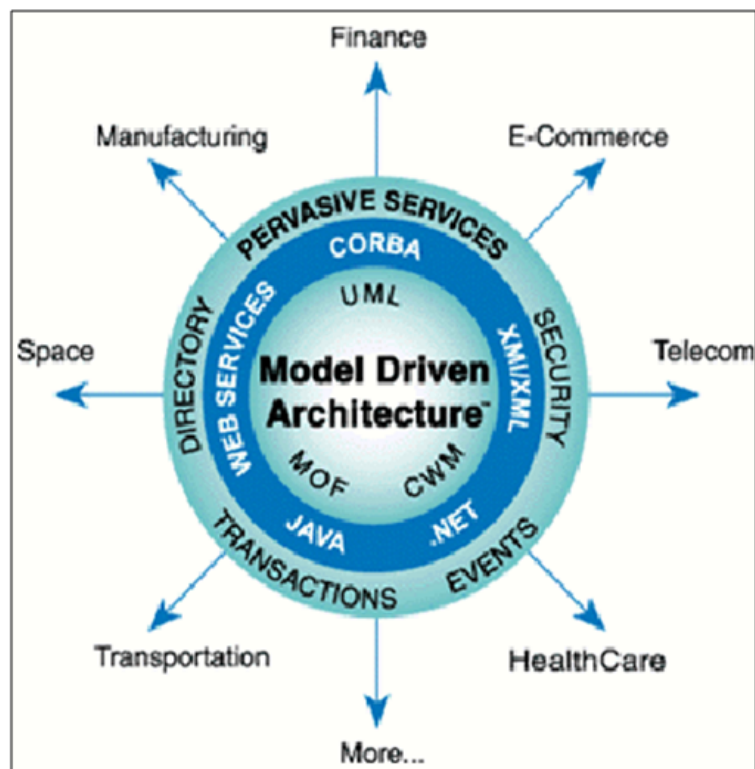 Finance
Manufacturing
E-Commerce
PERVASIVE SERVICES
CORBA
UML
DIRECTORY
WEB SERVICES
XMI/XML
SECURITY
Space
Model Driven
Architecture™
Telecom
MOF
CWM
JAVA
.NET
TRANSACTIONS
EVENTS
Transportation
HealthCare
More...